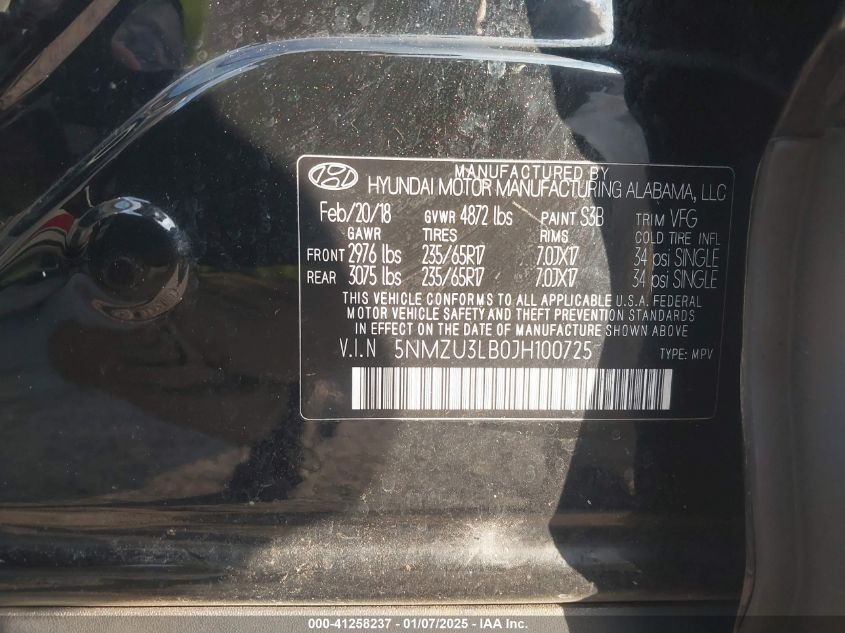 MANUFACTURED BY
HYUNDAI MOTOR MANUFACTURING ALABAMA, LLC
Feb/20/18 GVWR 4872 lbs PAINT S3B TRIM VFG
GAWR TIRES RIMS COLD TIRE INFL
FRONT 2976 lbs 235/65R17 7.0JX17 34 psi SINGLE
REAR 3075 lbs 235/65R17 7.0JX17 34 psi SINGLE
THIS VEHICLE CONFORMS TO ALL APPLICABLE U.S.A. FEDERAL
MOTOR VEHICLE SAFETY AND THEFT PREVENTION STANDARDS
IN EFFECT ON THE DATE OF MANUFACTURE SHOWN ABOVE
V.I.N 5NMZU3LB0JH100725 TYPE: MPV
000-41258237 - 01/07/2025 - IAA Inc.